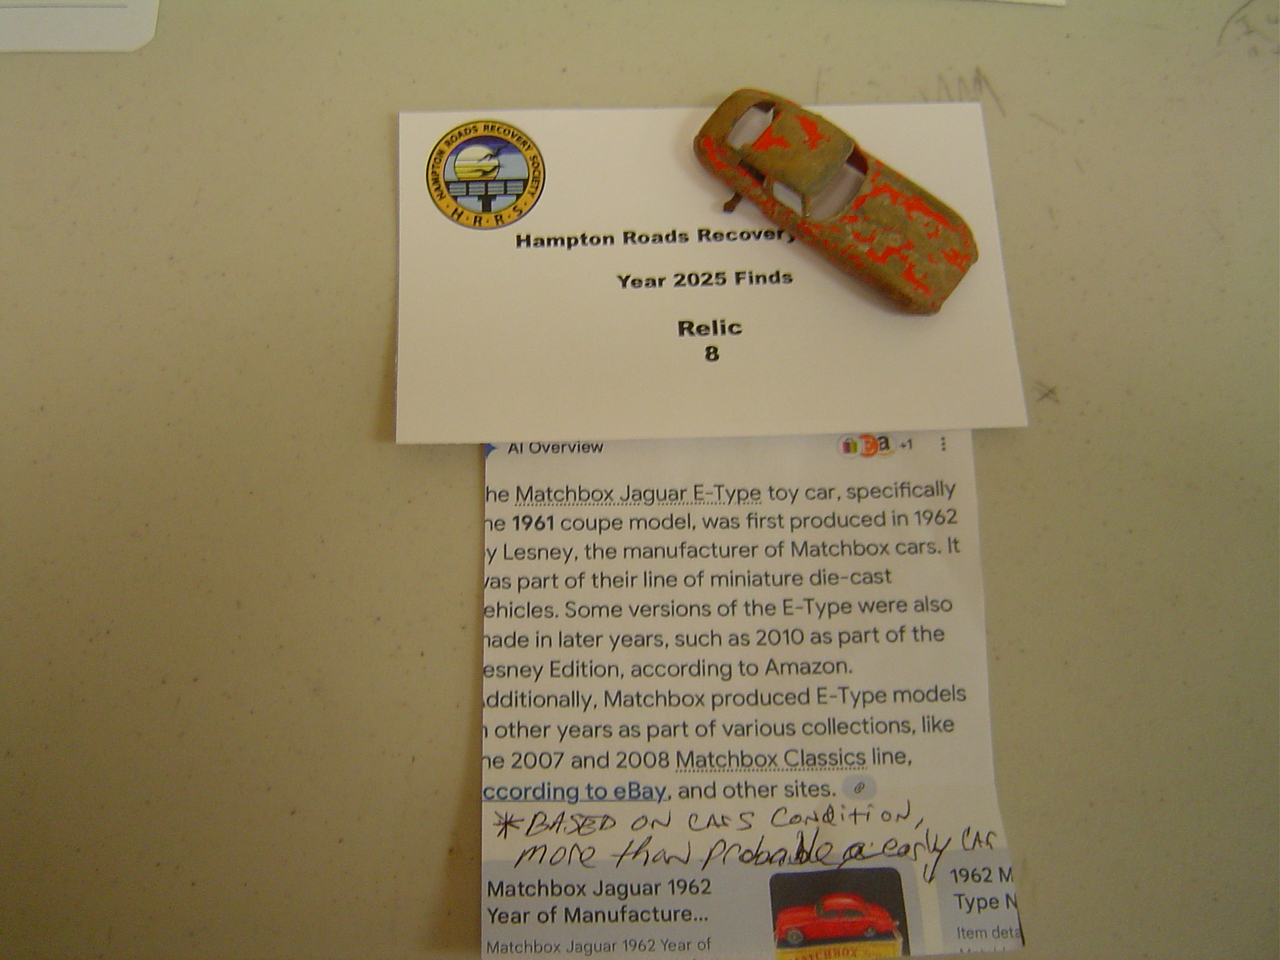 HAMPTON ROADS RECOVERY SOCIETY
H·R·R·S·
Hampton Roads Recovery
Year 2025 Finds
Relic
8
AI Overview
+1
he Matchbox Jaguar E-Type toy car, specifically
he 1961 coupe model, was first produced in 1962
y Lesney, the manufacturer of Matchbox cars. It
as part of their line of miniature die-cast
ehicles. Some versions of the E-Type were also
ade in later years, such as 2010 as part of the
esney Edition, according to Amazon.
dditionally, Matchbox produced E-Type models
n other years as part of various collections, like
he 2007 and 2008 Matchbox Classics line,
ccording to eBay, and other sites.
*BASED ON CARS CONDITION,
more than probable a early CAR
Matchbox Jaguar 1962
Year of Manufacture...
Matchbox Jaguar 1962 Year of
MATCHBOX
1962 M
Type N
Item deta